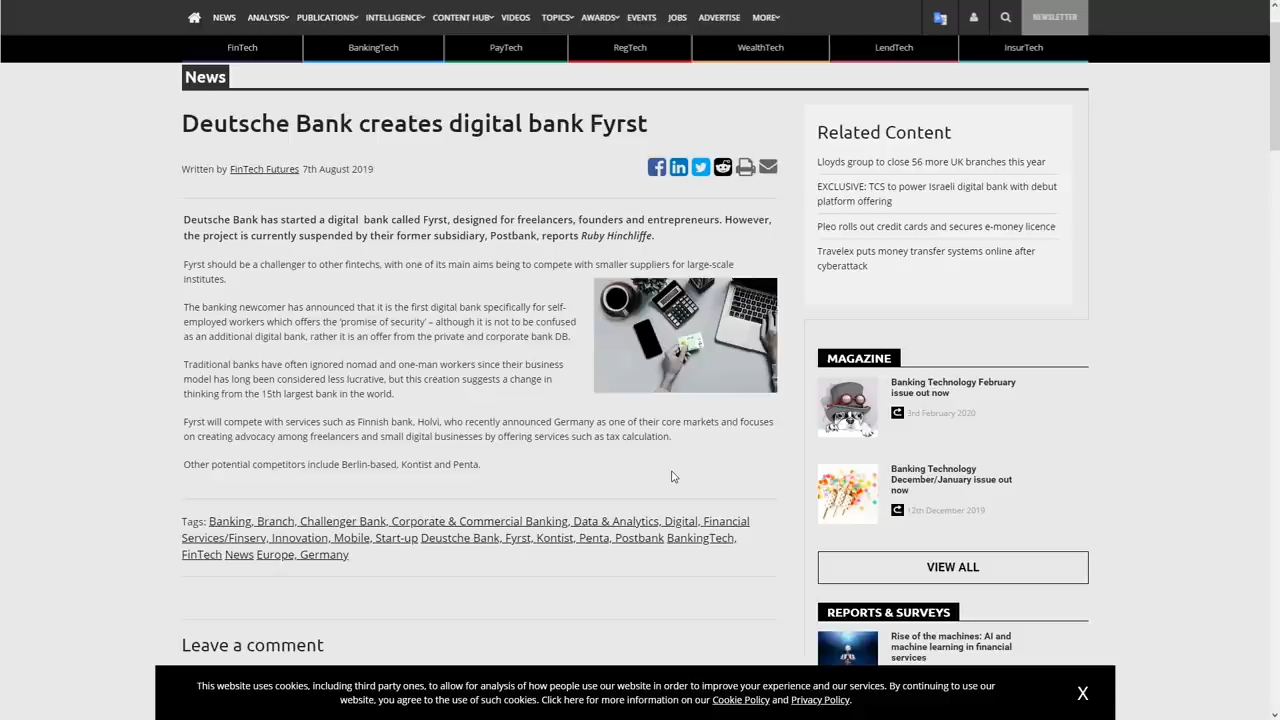 NEWS ANALYSIS PUBLICATIONS INTELLIGENCE CONTENT HUB VIDEOS TOPICS AWARDS EVENTS JOBS ADVERTISE MORE NEWSLETTER
FinTech BankingTech PayTech RegTech WealthTech LendTech InsurTech
News
Deutsche Bank creates digital bank Fyrst
Written by FinTech Futures 7th August 2019
Deutsche Bank has started a digital bank called Fyrst, designed for freelancers, founders and entrepreneurs. However,
the project is currently suspended by their former subsidiary, Postbank, reports Ruby Hinchliffe.
Fyrst should be a challenger to other fintechs, with one of its main aims being to compete with smaller suppliers for large-scale
institutes.
The banking newcomer has announced that it is the first digital bank specifically for self-
employed workers which offers the ‘promise of security’ – although it is not to be confused
as an additional digital bank, rather it is an offer from the private and corporate bank DB.
Traditional banks have often ignored nomad and one-man workers since their business
model has long been considered less lucrative, but this creation suggests a change in
thinking from the 15th largest bank in the world.
Fyrst will compete with services such as Finnish bank, Holvi, who recently announced Germany as one of their core markets and focuses
on creating advocacy among freelancers and small digital businesses by offering services such as tax calculation.
Other potential competitors include Berlin-based, Kontist and Penta.
Tags: Banking, Branch, Challenger Bank, Corporate & Commercial Banking, Data & Analytics, Digital, Financial
Services/Finserv, Innovation, Mobile, Start-up Deustche Bank, Fyrst, Kontist, Penta, Postbank BankingTech,
FinTech News Europe, Germany
Leave a comment
Related Content
Lloyds group to close 56 more UK branches this year
EXCLUSIVE: TCS to power Israeli digital bank with debut
platform offering
Pleo rolls out credit cards and secures e-money licence
Travelex puts money transfer systems online after
cyberattack
MAGAZINE
Banking Technology February
issue out now
3rd February 2020
Banking Technology
December/January issue out
now
12th December 2019
VIEW ALL
REPORTS & SURVEYS
Rise of the machines: AI and
machine learning in financial
services
This website uses cookies, including third party ones, to allow for analysis of how people use our website in order to improve your experience and our services. By continuing to use our
website, you agree to the use of such cookies. Click here for more information on our Cookie Policy and Privacy Policy.
X